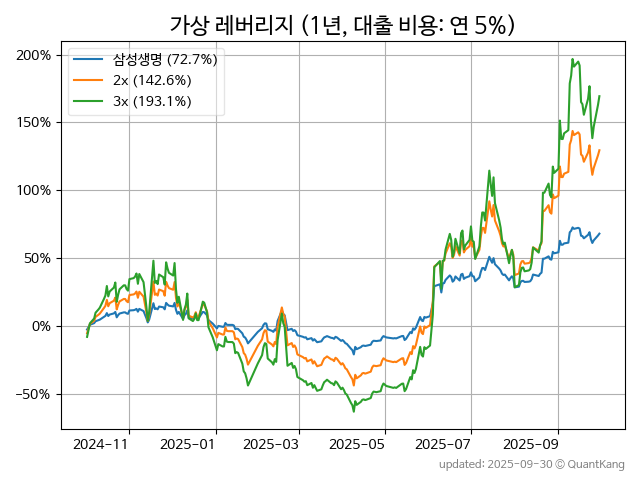 가상 레버리지 (1년, 대출 비용: 연 5%)
200%
150%
100%
50%
0%
−50%
삼성생명 (72.7%)
2x (142.6%)
3x (193.1%)
2024-11
2025-01
2025-03
2025-05
2025-07
2025-09
updated: 2025-09-30 © QuantKang